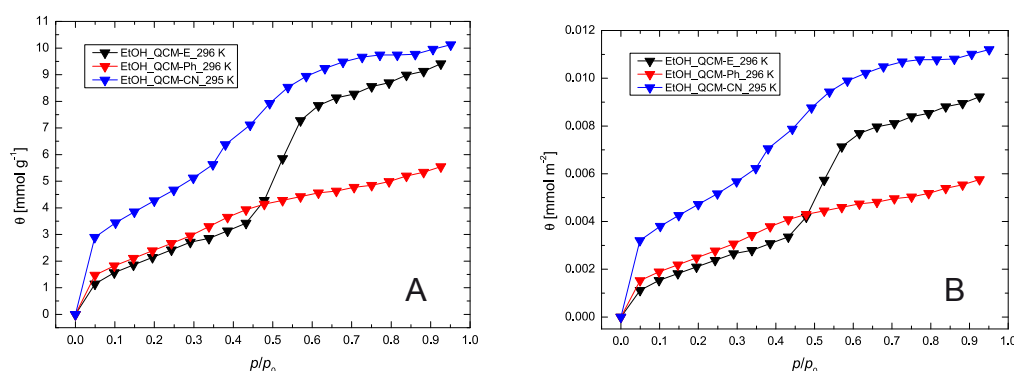 11
10
9
8
7
6
5
4
3
2
1
0
θ [mmol g⁻¹]
EtOH_QCM-E_296 K
EtOH_QCM-Ph_296 K
EtOH_QCM-CN_295 K
A
0.0 0.1 0.2 0.3 0.4 0.5 0.6 0.7 0.8 0.9 1.0
p/p₀
0.012
0.010
0.008
0.006
0.004
0.002
0.000
θ [mmol m⁻²]
EtOH_QCM-E_296 K
EtOH_QCM-Ph_296 K
EtOH_QCM-CN_295 K
B
0.0 0.1 0.2 0.3 0.4 0.5 0.6 0.7 0.8 0.9 1.0
p/p₀